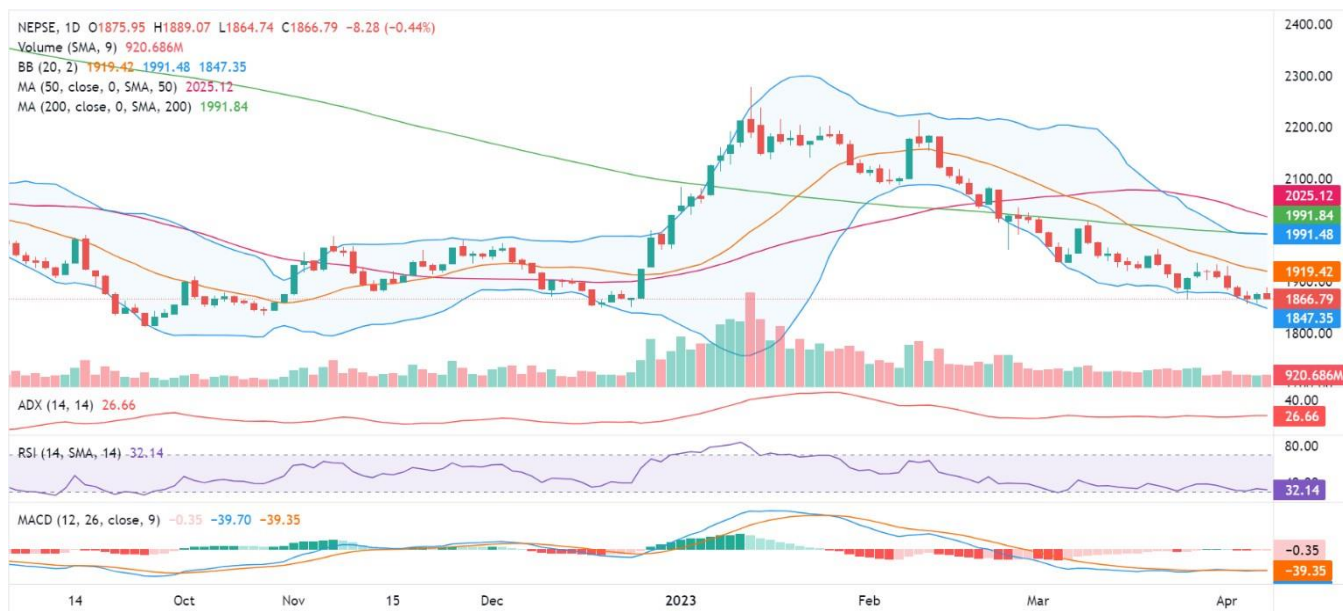 NEPSE, 1D O1875.95 H1889.07 L1864.74 C1866.79 −8.28 (−0.44%)
Volume (SMA, 9) 920.686M
BB (20, 2) 1919.42 1991.48 1847.35
MA (50, close, 0, SMA, 50) 2025.12
MA (200, close, 0, SMA, 200) 1991.84
2400.00
2300.00
2200.00
2100.00
2025.12
1991.84
1991.48
1919.42
1866.79
1847.35
1800.00
920.686M
ADX (14, 14) 26.66
40.00
26.66
RSI (14, SMA, 14) 32.14
80.00
32.14
MACD (12, 26, close, 9) −0.35 −39.70 −39.35
−0.35
−39.35
14 Oct Nov 15 Dec 2023 Feb Mar Apr